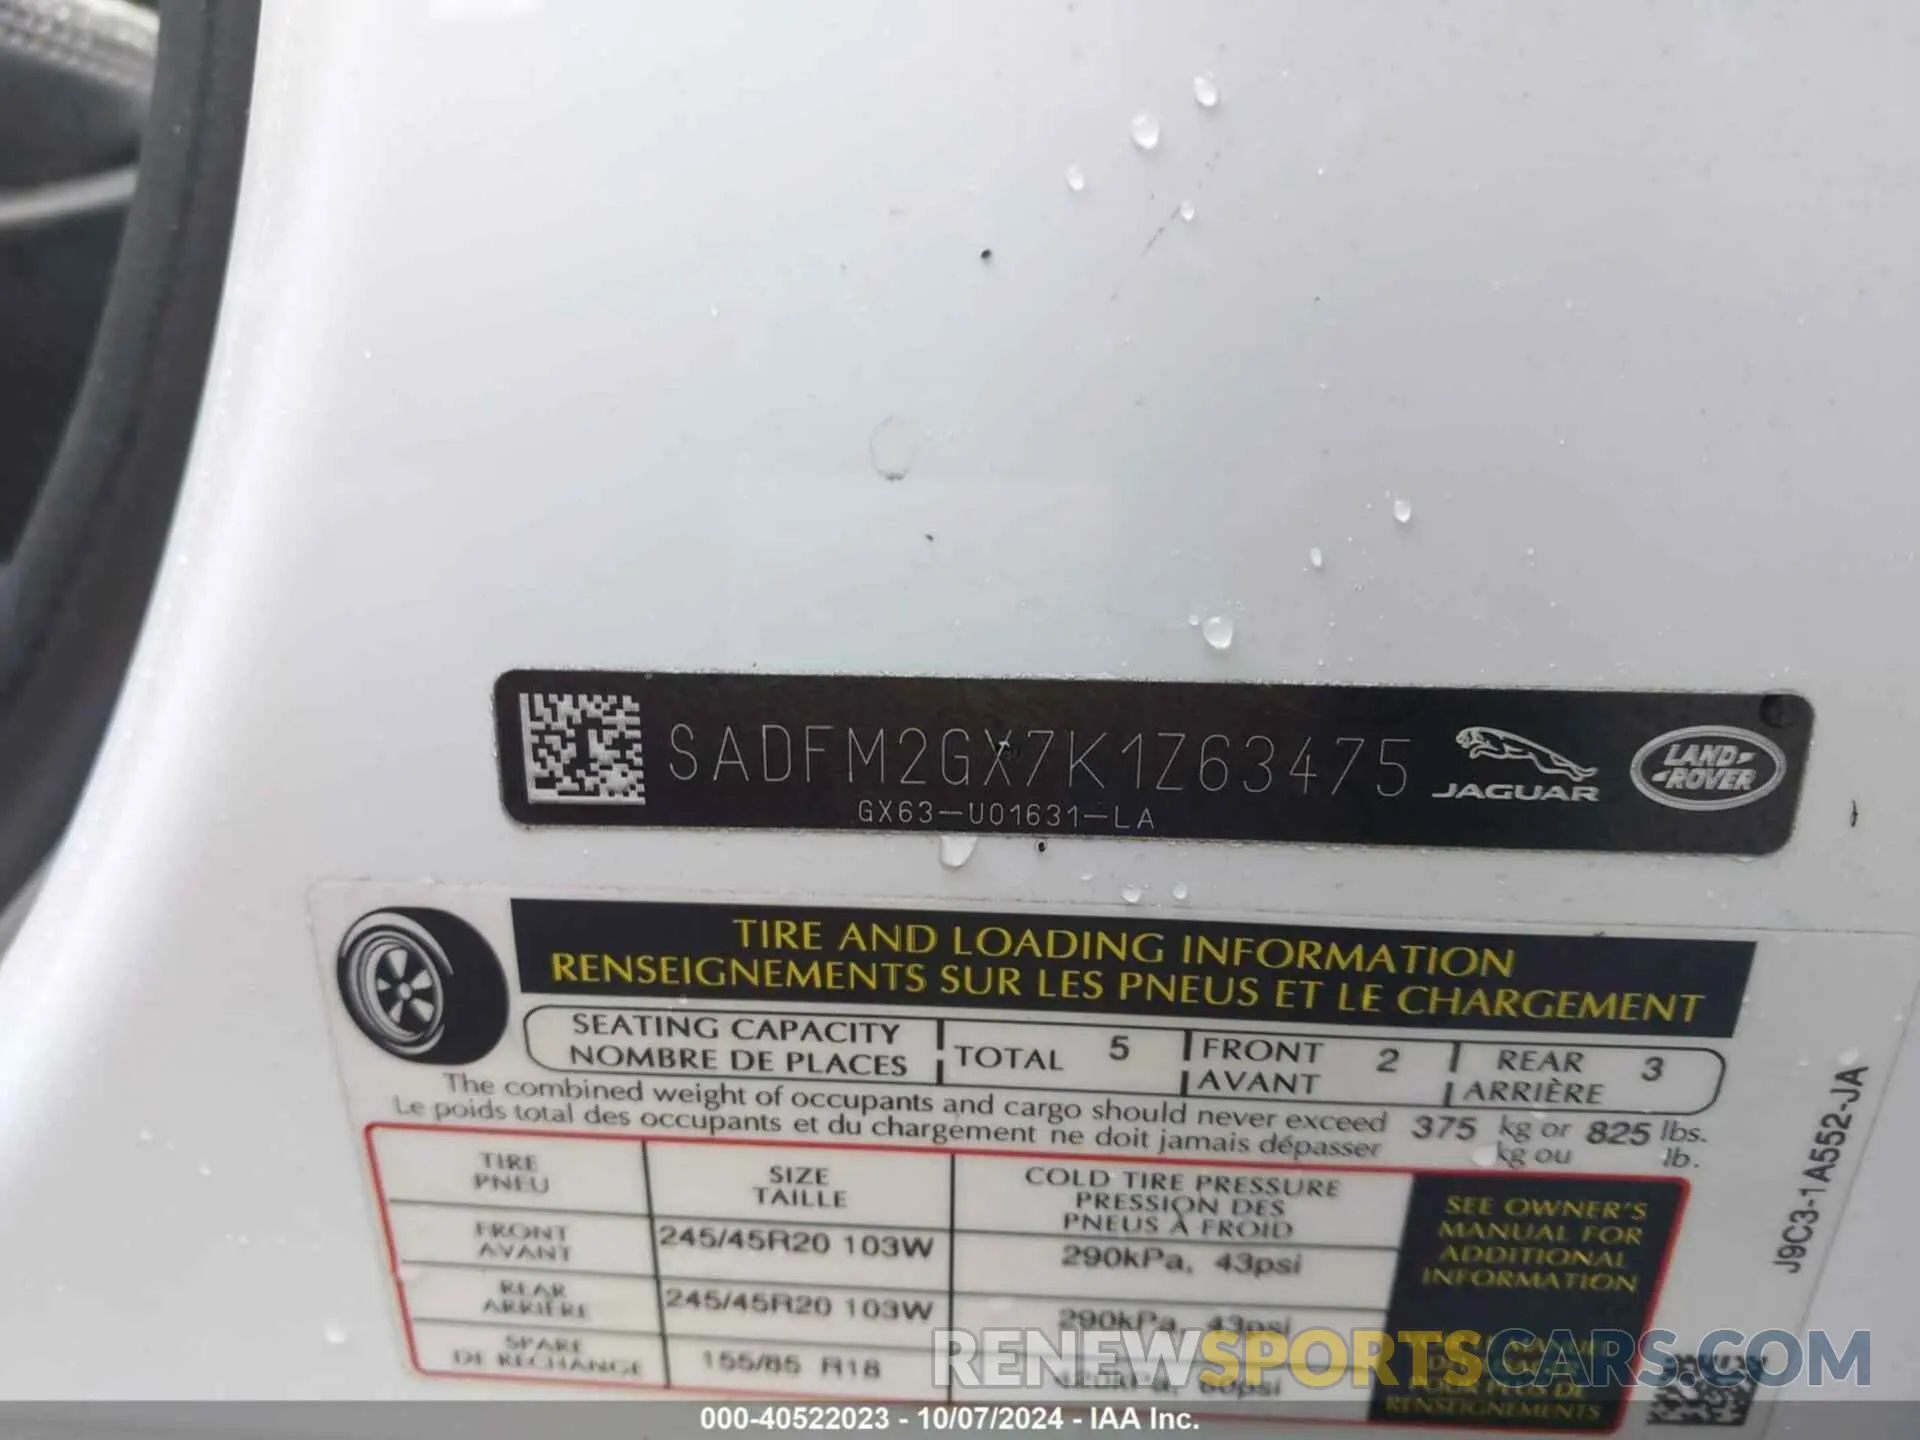 SADFM2GX7K1Z63475
GX63-U01631-LA
JAGUAR
LAND-
-ROVER
TIRE AND LOADING INFORMATION
RENSEIGNEMENTS SUR LES PNEUS ET LE CHARGEMENT
SEATING CAPACITY
NOMBRE DE PLACES
TOTAL 5
FRONT
AVANT
2
REAR
ARRIÈRE
3
The combined weight of occupants and cargo should never exceed 375 kg or 825 lbs.
Le poids total des occupants et du chargement ne doit jamais dépasser kg ou lb.
TIRE
PNEU
SIZE
TAILLE
COLD TIRE PRESSURE
PRESSION DES
PNEUS À FROID
FRONT
AVANT
245/45R20 103W
290kPa, 43psi
REAR
ARRIÈRE
245/45R20 103W
290kPa, 43psi
SPARE
DE RECHANGE
155/85 R18
60psi
SEE OWNER'S
MANUAL FOR
ADDITIONAL
INFORMATION
POUR PLUS DE
RENSEIGNEMENTS
J9C3-1A552-JA
RENEWSPORTSCARS.COM
000-40522023 - 10/07/2024 - IAA Inc.